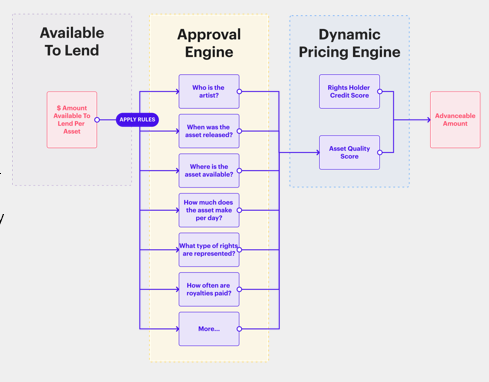 Available
To Lend
$ Amount
Available To
Lend Per
Asset
APPLY RULES
Approval
Engine
Who is the
artist?
When was the
asset released?
Where is the
asset available?
How much does
the asset make
per day?
What type of rights
are represented?
How often are
royalties paid?
More...
Dynamic
Pricing Engine
Rights Holder
Credit Score
Asset Quality
Score
Advanceable
Amount